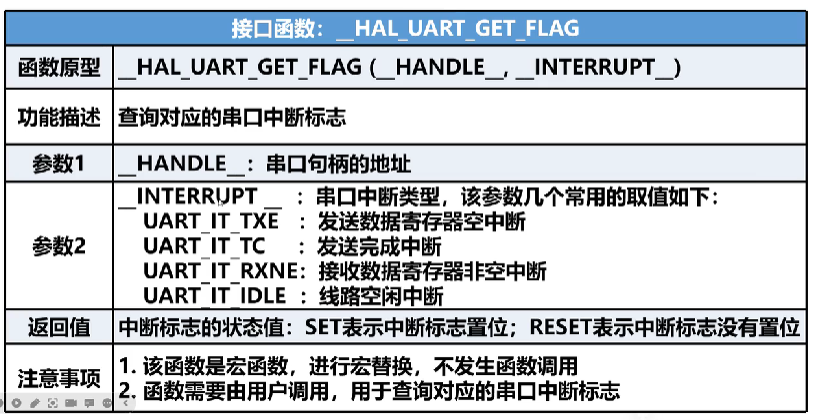 接口函数：__HAL_UART_GET_FLAG
函数原型 __HAL_UART_GET_FLAG (__HANDLE__, __INTERRUPT__)
功能描述 查询对应的串口中断标志
参数1 __HANDLE__：串口句柄的地址
参数2 __INTERRUPT __ ：串口中断类型，该参数几个常用的取值如下：
UART_IT_TXE ：发送数据寄存器空中断
UART_IT_TC ：发送完成中断
UART_IT_RXNE：接收数据寄存器非空中断
UART_IT_IDLE ：线路空闲中断
返回值 中断标志的状态值：SET表示中断标志置位；RESET表示中断标志没有置位
注意事项 1. 该函数是宏函数，进行宏替换，不发生函数调用
2. 函数需要由用户调用，用于查询对应的串口中断标志